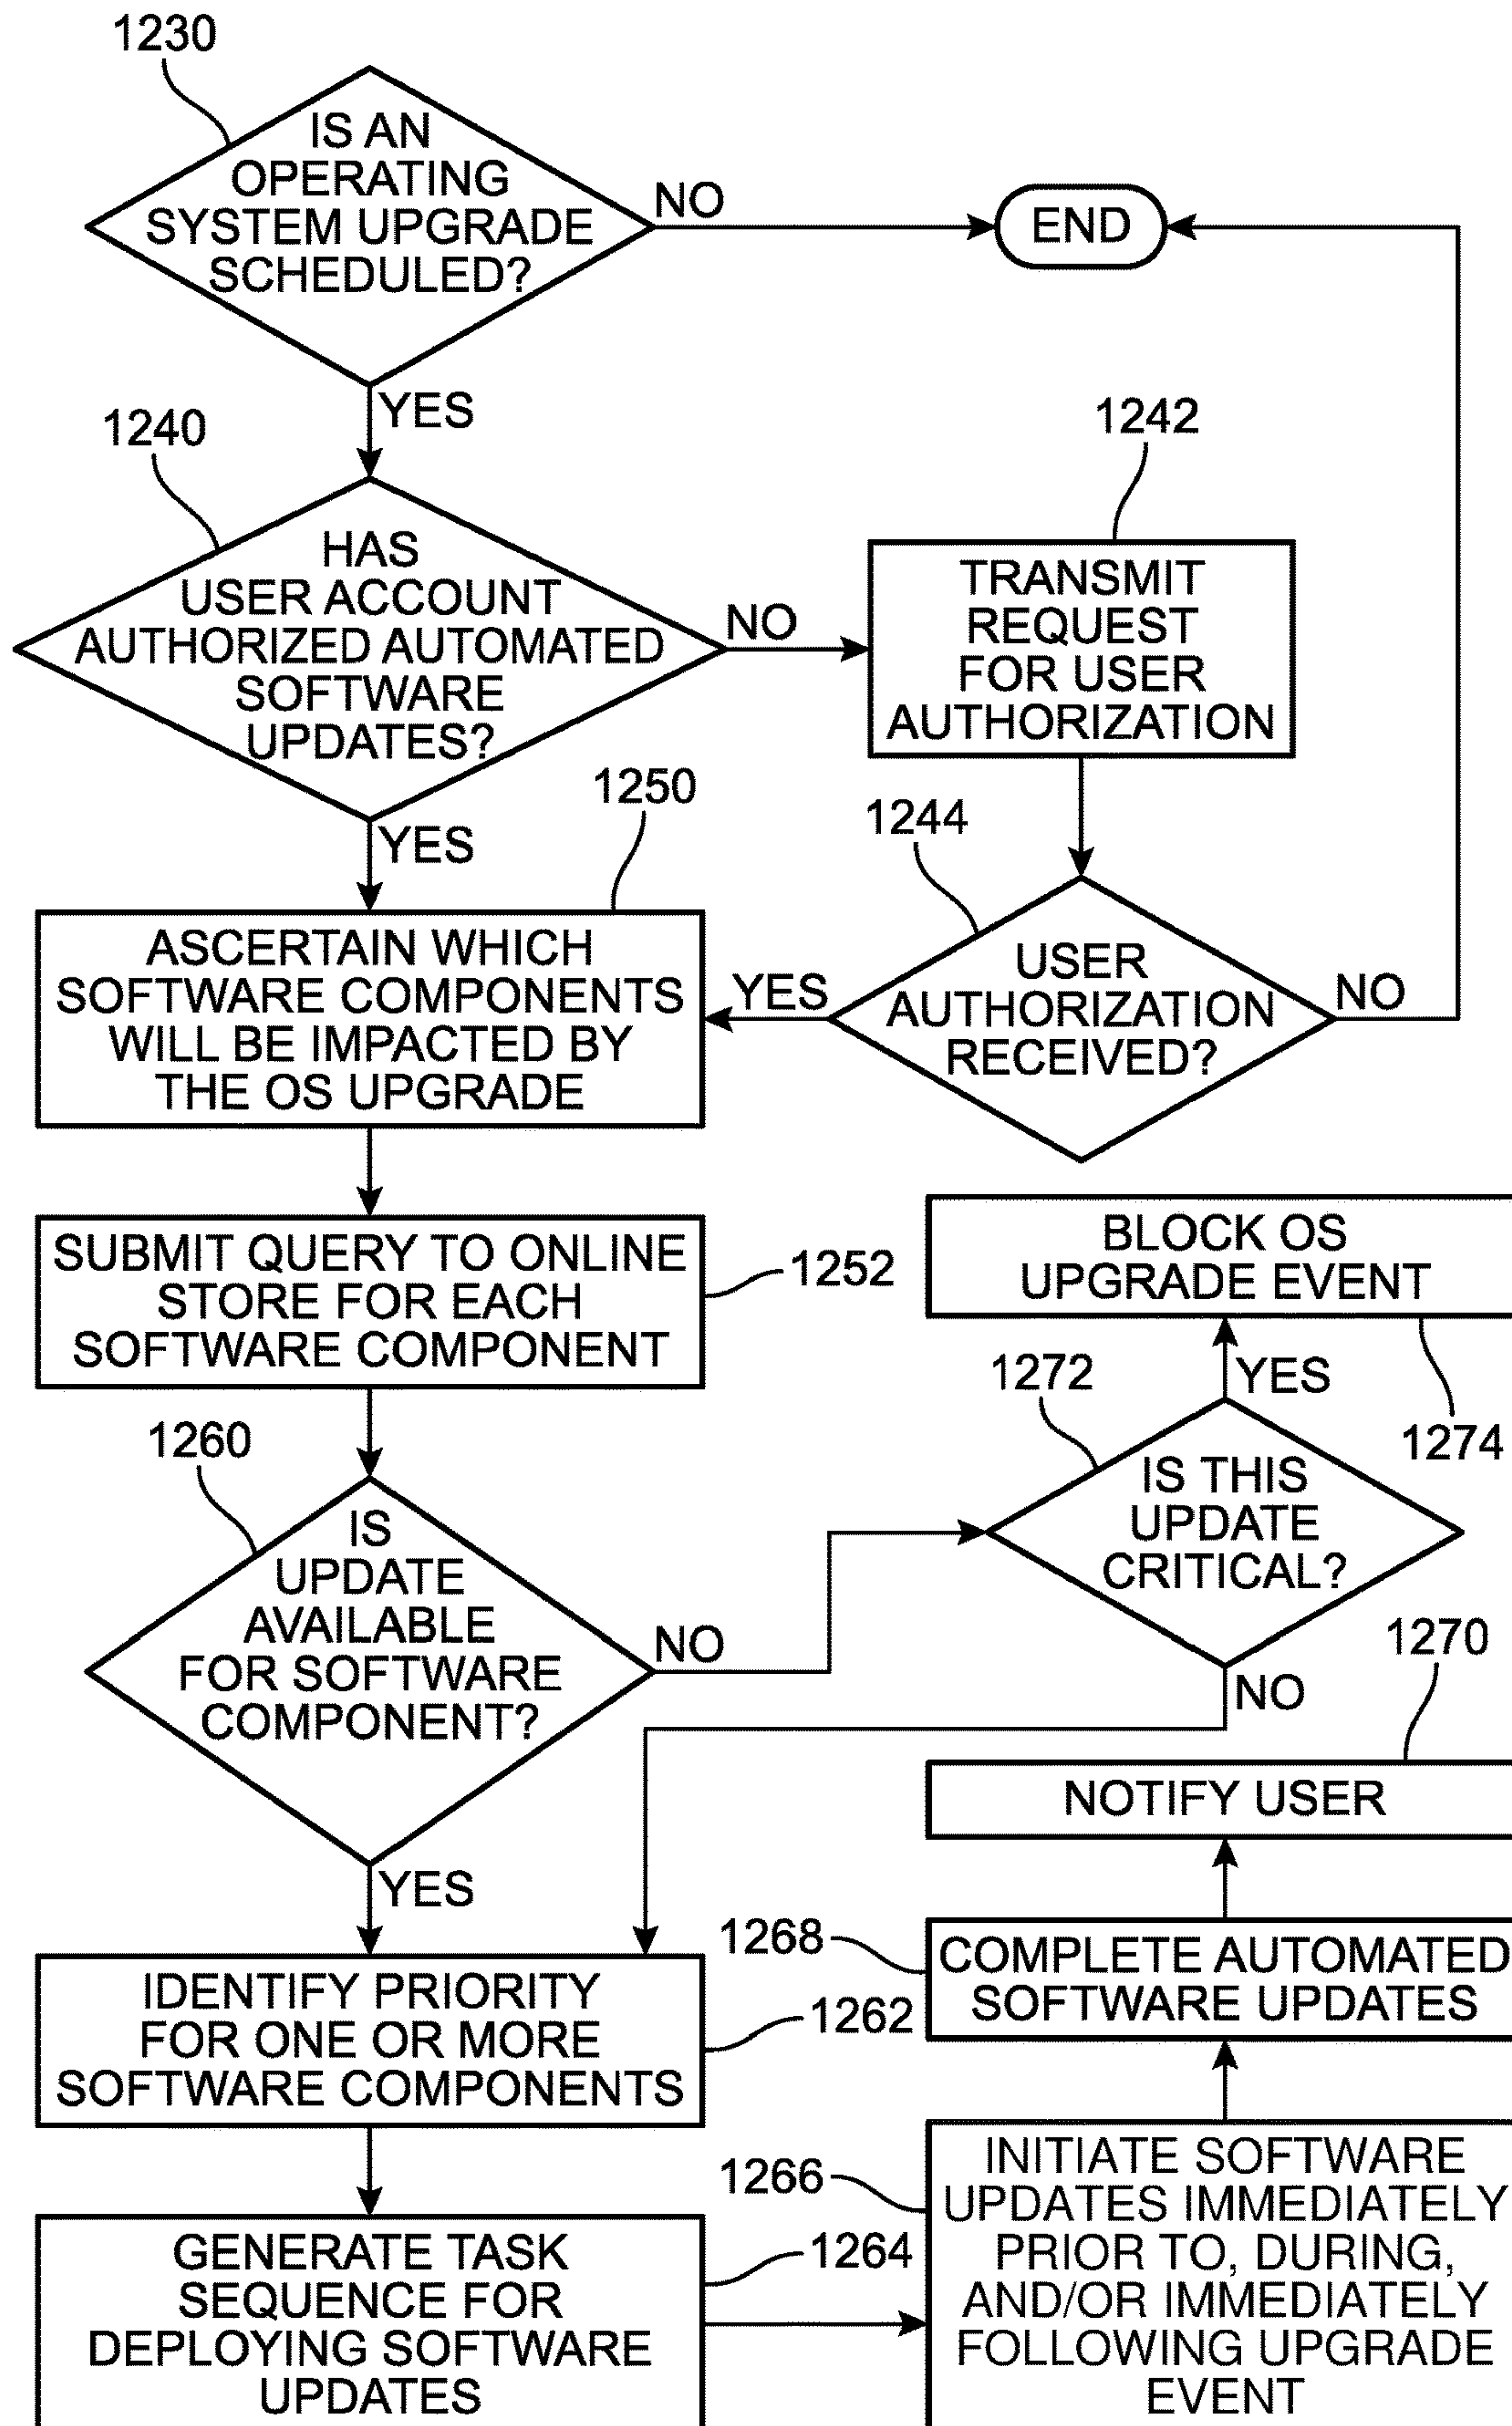 1230
IS AN
OPERATING
SYSTEM UPGRADE
SCHEDULED?
NO
END
YES
1240
HAS
USER ACCOUNT
AUTHORIZED AUTOMATED
SOFTWARE
UPDATES?
NO
1242
TRANSMIT
REQUEST
FOR USER
AUTHORIZATION
YES
1250
1244
ASCERTAIN WHICH
SOFTWARE COMPONENTS
WILL BE IMPACTED BY
THE OS UPGRADE
YES
USER
AUTHORIZATION
RECEIVED?
NO
SUBMIT QUERY TO ONLINE
STORE FOR EACH
SOFTWARE COMPONENT
1252
BLOCK OS
UPGRADE EVENT
1274
YES
1272
IS THIS
UPDATE
CRITICAL?
NO
1260
IS
UPDATE
AVAILABLE
FOR SOFTWARE
COMPONENT?
NO
YES
1270
NOTIFY USER
1268
COMPLETE AUTOMATED
SOFTWARE UPDATES
IDENTIFY PRIORITY
FOR ONE OR MORE
SOFTWARE COMPONENTS
1262
GENERATE TASK
SEQUENCE FOR
DEPLOYING SOFTWARE
UPDATES
1264
1266
INITIATE SOFTWARE
UPDATES IMMEDIATELY
PRIOR TO, DURING,
AND/OR IMMEDIATELY
FOLLOWING UPGRADE
EVENT